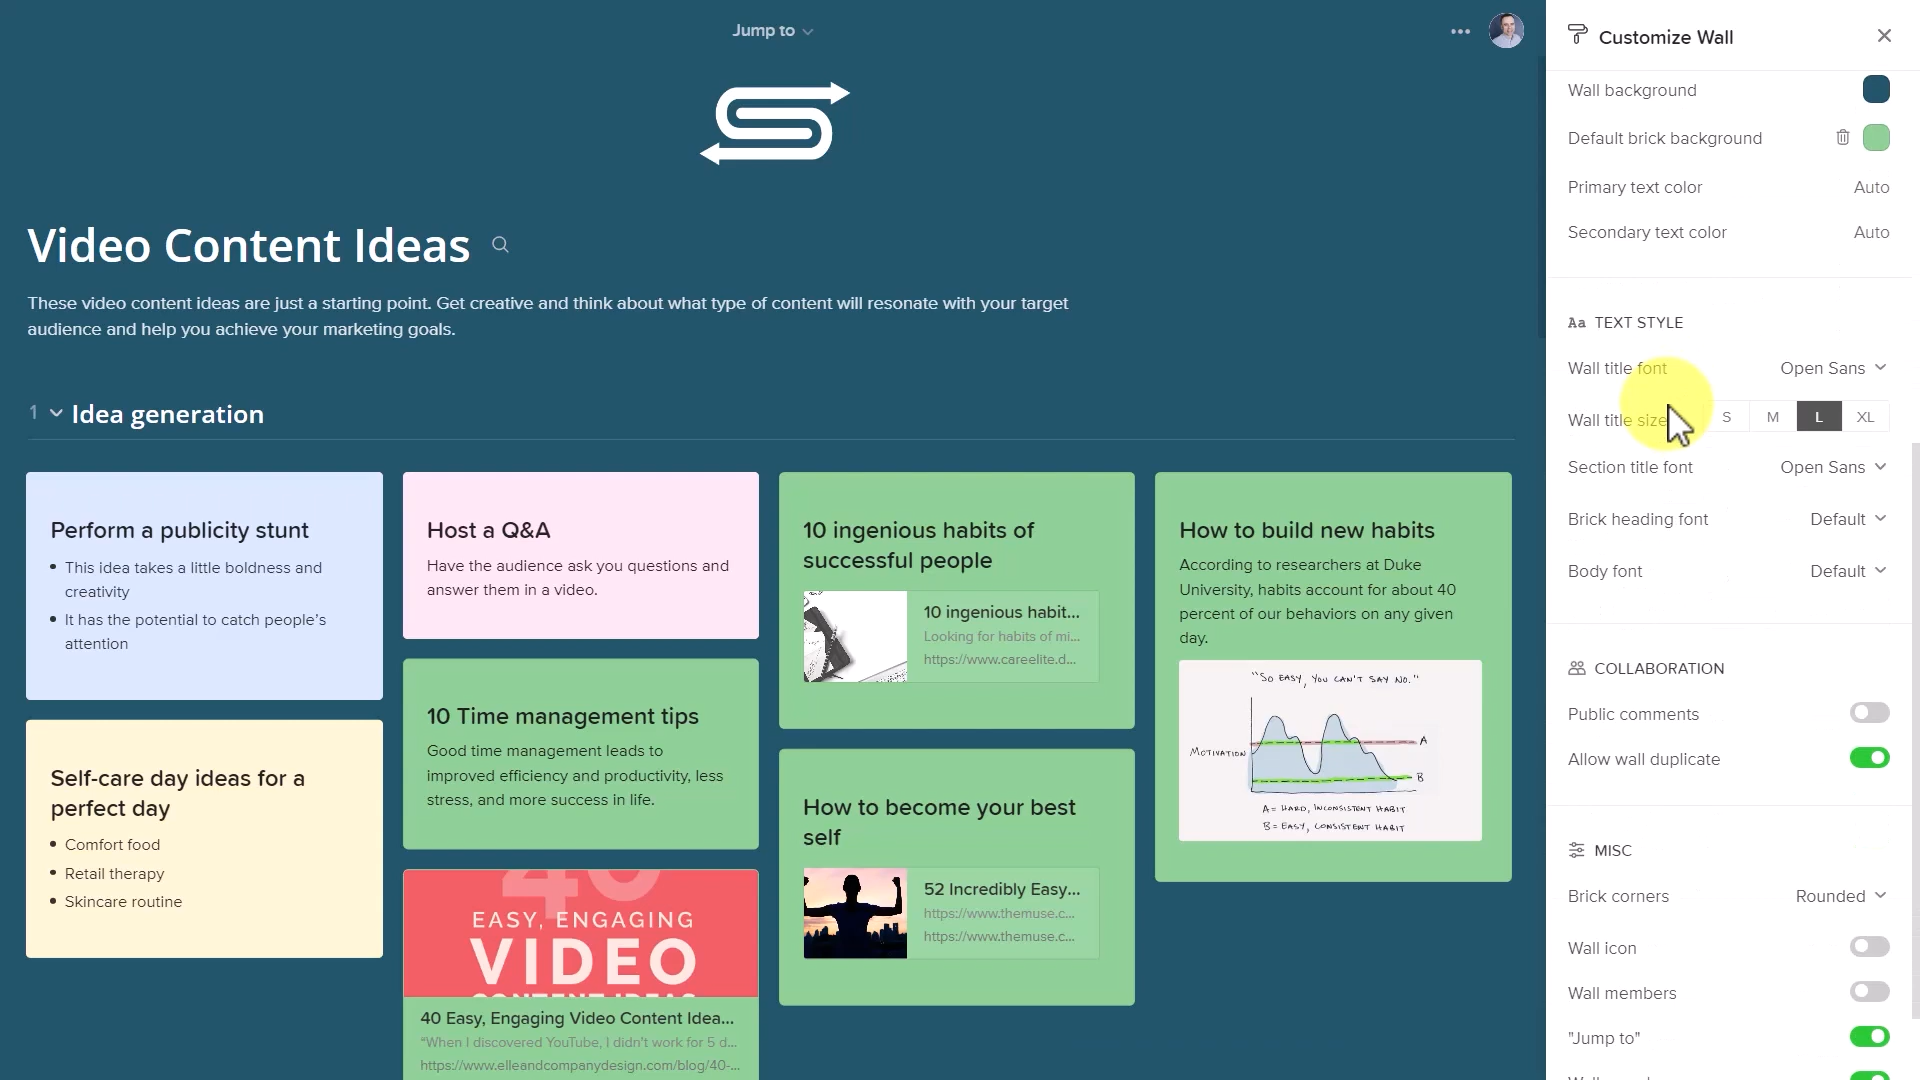 Jump to
Video Content Ideas
These video content ideas are just a starting point. Get creative and think about what type of content will resonate with your target
audience and help you achieve your marketing goals.
1 Idea generation
Perform a publicity stunt
• This idea takes a little boldness and
creativity
• It has the potential to catch people's
attention
Self-care day ideas for a
perfect day
• Comfort food
• Retail therapy
• Skincare routine
Host a Q&A
Have the audience ask you questions and
answer them in a video.
10 Time management tips
Good time management leads to
improved efficiency and productivity, less
stress, and more success in life.
40
EASY, ENGAGING
VIDEO
CONTENT IDEAS
40 Easy, Engaging Video Content Idea...
"When I discovered YouTube, I didn't work for 5 d...
https://www.elleandcompanydesign.com/blog/40-...
10 ingenious habits of
successful people
10 ingenious habit...
Looking for habits of mi...
https://www.careelite.d...
How to become your best
self
52 Incredibly Easy...
https://www.themuse.c...
https://www.themuse.c...
How to build new habits
According to researchers at Duke
University, habits account for about 40
percent of our behaviors on any given
day.
"SO EASY, YOU CAN'T SAY NO."
MOTIVATION
A
B
A = HARD, INCONSISTENT HABIT
B = EASY, CONSISTENT HABIT
Customize Wall
Wall background
Default brick background
Primary text color Auto
Secondary text color Auto
Aa TEXT STYLE
Wall title font Open Sans
Wall title size S M L XL
Section title font Open Sans
Brick heading font Default
Body font Default
COLLABORATION
Public comments
Allow wall duplicate
MISC
Brick corners Rounded
Wall icon
Wall members
"Jump to"